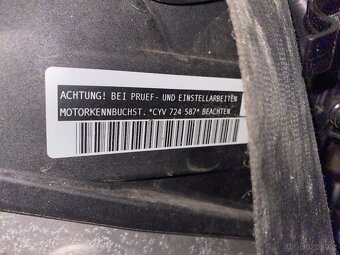 ACHTUNG! BEI PRUEF- UND EINSTELLARBEITEN
MOTORKENNBUCHST. *CYV 724 587* BEACHTEN